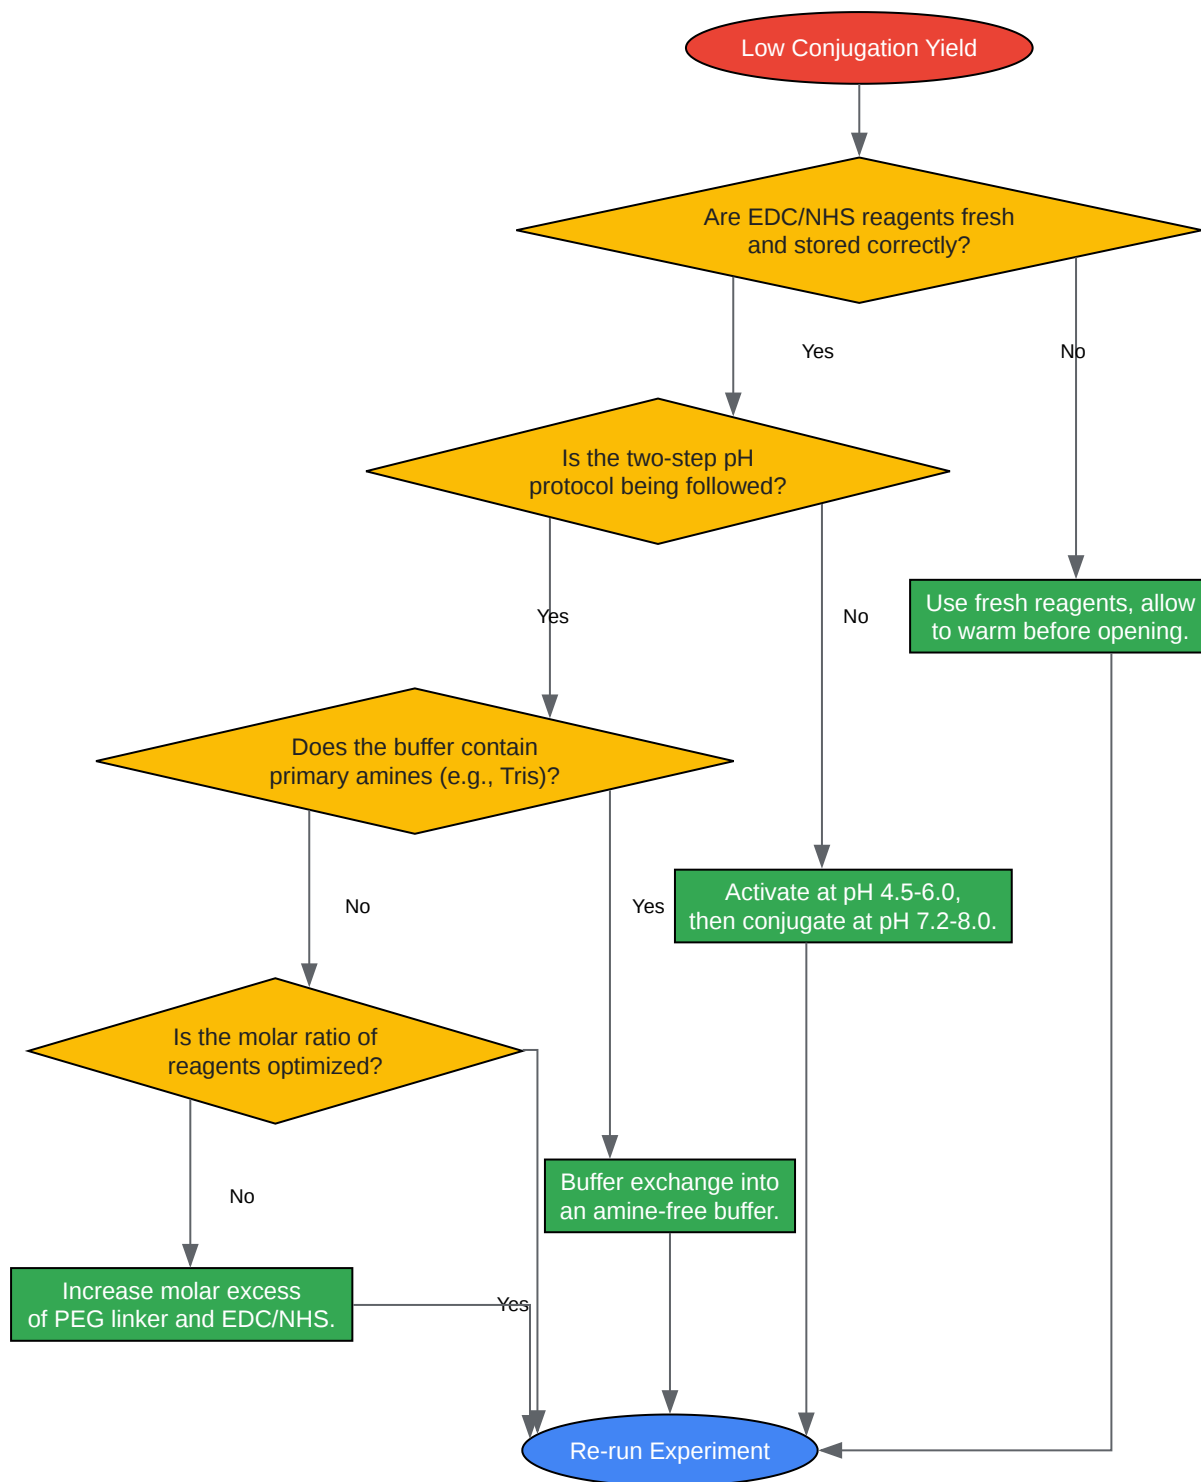 Low Conjugation Yield
Are EDC/NHS reagents fresh
and stored correctly?
Yes
No
Is the two-step pH
protocol being followed?
Yes
No
Use fresh reagents, allow
to warm before opening.
Does the buffer contain
primary amines (e.g., Tris)?
No
Yes
Activate at pH 4.5-6.0,
then conjugate at pH 7.2-8.0.
Is the molar ratio of
reagents optimized?
No
Yes
Buffer exchange into
an amine-free buffer.
Increase molar excess
of PEG linker and EDC/NHS.
Re-run Experiment